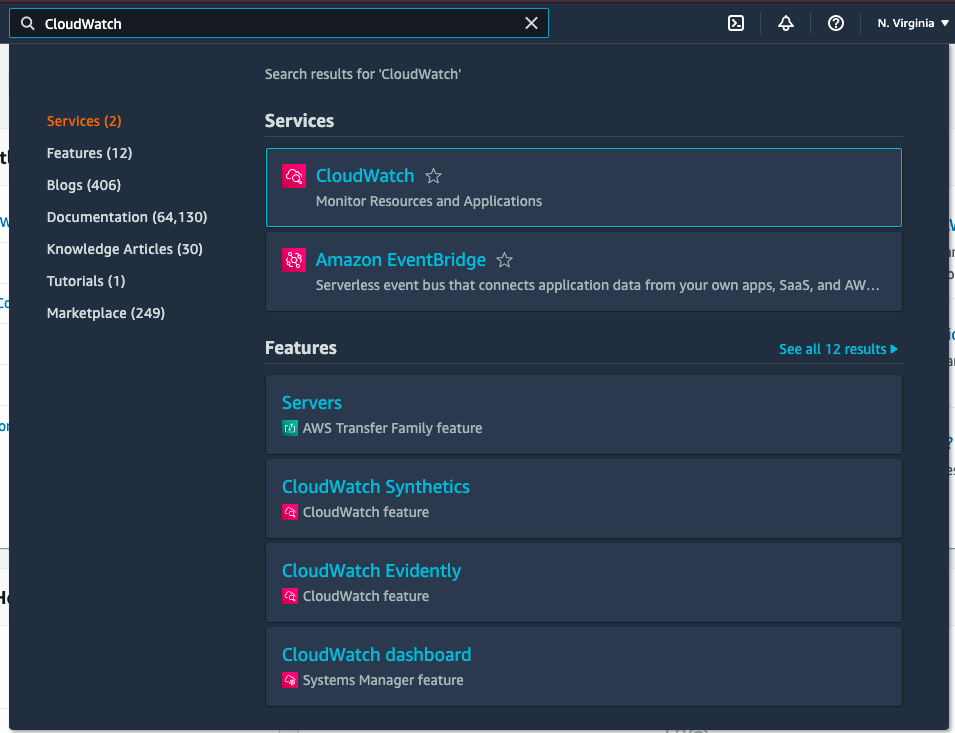 CloudWatch
N. Virginia
Search results for 'CloudWatch'
Services (2)
Features (12)
Blogs (406)
Documentation (64,130)
Knowledge Articles (30)
Tutorials (1)
Marketplace (249)
Services
CloudWatch
Monitor Resources and Applications
Amazon EventBridge
Serverless event bus that connects application data from your own apps, SaaS, and AW…
Features
See all 12 results
Servers
AWS Transfer Family feature
CloudWatch Synthetics
CloudWatch feature
CloudWatch Evidently
CloudWatch feature
CloudWatch dashboard
Systems Manager feature